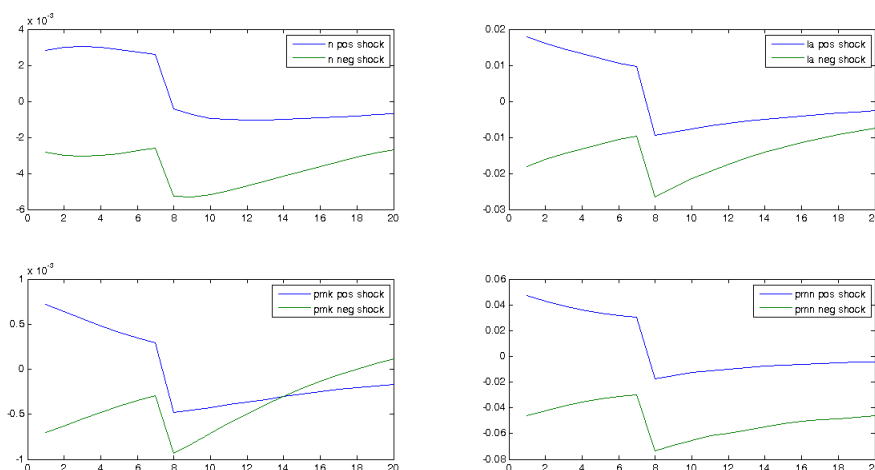 x 10⁻³
4
2
0
-2
-4
-6
0 2 4 6 8 10 12 14 16 18 20
n pos shock
n neg shock
0.02
0.01
0
-0.01
-0.02
-0.03
0 2 4 6 8 10 12 14 16 18 20
la pos shock
la neg shock
x 10⁻³
1
0.5
0
-0.5
-1
0 2 4 6 8 10 12 14 16 18 20
pmk pos shock
pmk neg shock
0.06
0.04
0.02
0
-0.02
-0.04
-0.06
-0.08
0 2 4 6 8 10 12 14 16 18 20
pmn pos shock
pmn neg shock